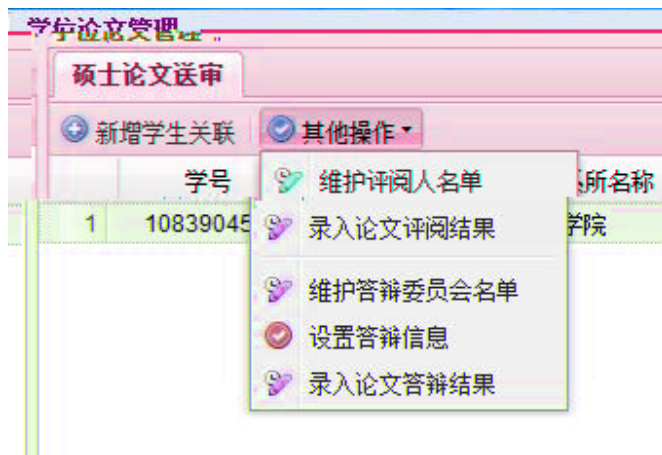 学位论文管理
硕士论文送审
新增学生关联 其他操作
学号 所名称
维护评阅人名单
1 10839045 学院
录入论文评阅结果
维护答辩委员会名单
设置答辩信息
录入论文答辩结果